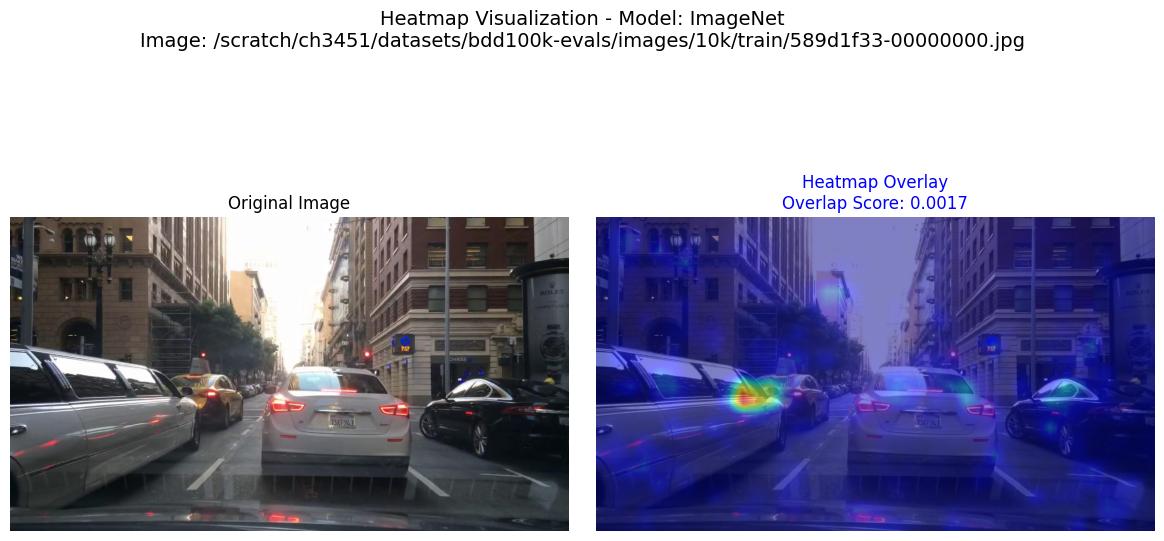 Heatmap Visualization - Model: ImageNet
Image: /scratch/ch3451/datasets/bdd100k-evals/images/10k/train/589d1f33-00000000.jpg
Original Image
Heatmap Overlay
Overlap Score: 0.0017
ROLEX